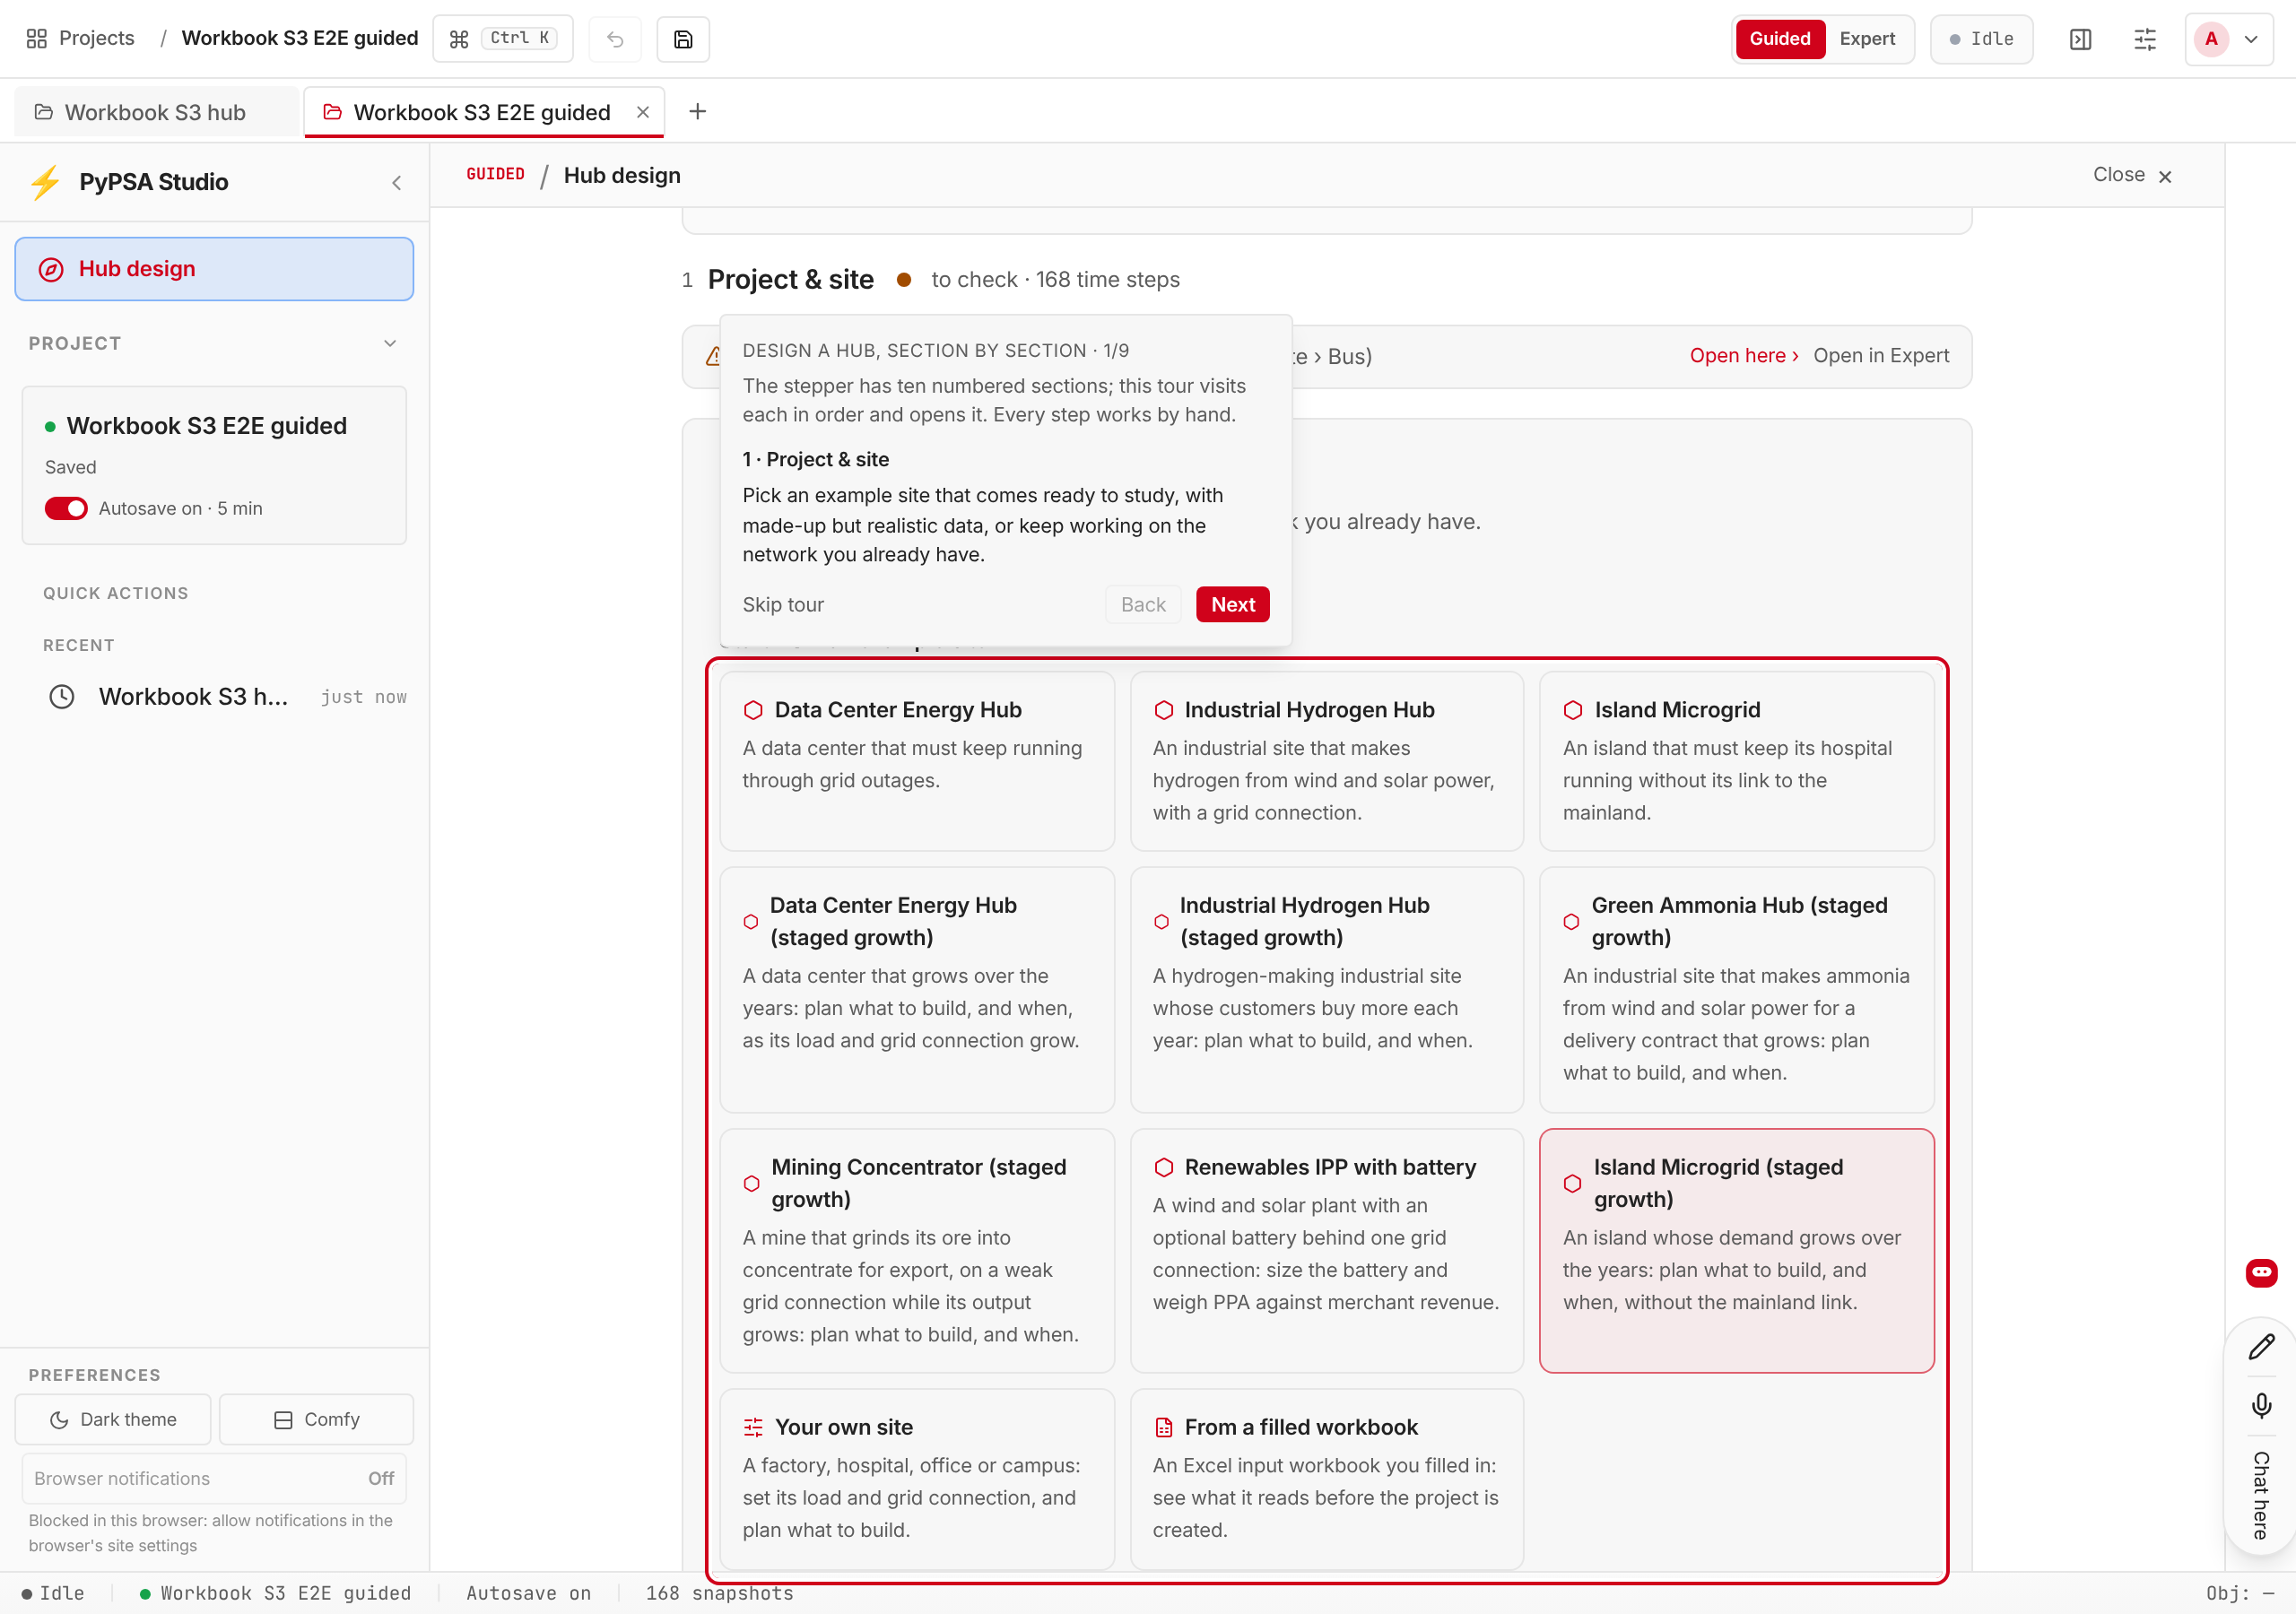 Projects / Workbook S3 E2E guided
Ctrl K
Guided
Expert
Idle
A
Workbook S3 hub
Workbook S3 E2E guided
PyPSA Studio
GUIDED / Hub design
Close
Hub design
PROJECT
Workbook S3 E2E guided
Saved
Autosave on · 5 min
QUICK ACTIONS
RECENT
Workbook S3 h... just now
PREFERENCES
Dark theme
Comfy
Browser notifications Off
Blocked in this browser: allow notifications in the
browser's site settings
1 Project & site to check · 168 time steps
› Bus)
Open here ›
Open in Expert
DESIGN A HUB, SECTION BY SECTION · 1/9
The stepper has ten numbered sections; this tour visits
each in order and opens it. Every step works by hand.
1 · Project & site
Pick an example site that comes ready to study, with
made-up but realistic data, or keep working on the
network you already have.
Skip tour
Back
Next
you already have.
Data Center Energy Hub
A data center that must keep running
through grid outages.
Industrial Hydrogen Hub
An industrial site that makes
hydrogen from wind and solar power,
with a grid connection.
Island Microgrid
An island that must keep its hospital
running without its link to the
mainland.
Data Center Energy Hub
(staged growth)
A data center that grows over the
years: plan what to build, and when,
as its load and grid connection grow.
Industrial Hydrogen Hub
(staged growth)
A hydrogen-making industrial site
whose customers buy more each
year: plan what to build, and when.
Green Ammonia Hub (staged
growth)
An industrial site that makes ammonia
from wind and solar power for a
delivery contract that grows: plan
what to build, and when.
Mining Concentrator (staged
growth)
A mine that grinds its ore into
concentrate for export, on a weak
grid connection while its output
grows: plan what to build, and when.
Renewables IPP with battery
A wind and solar plant with an
optional battery behind one grid
connection: size the battery and
weigh PPA against merchant revenue.
Island Microgrid (staged
growth)
An island whose demand grows over
the years: plan what to build, and
when, without the mainland link.
Your own site
A factory, hospital, office or campus:
set its load and grid connection, and
plan what to build.
From a filled workbook
An Excel input workbook you filled in:
see what it reads before the project is
created.
Chat here
Idle
Workbook S3 E2E guided
Autosave on
168 snapshots
Obj: —